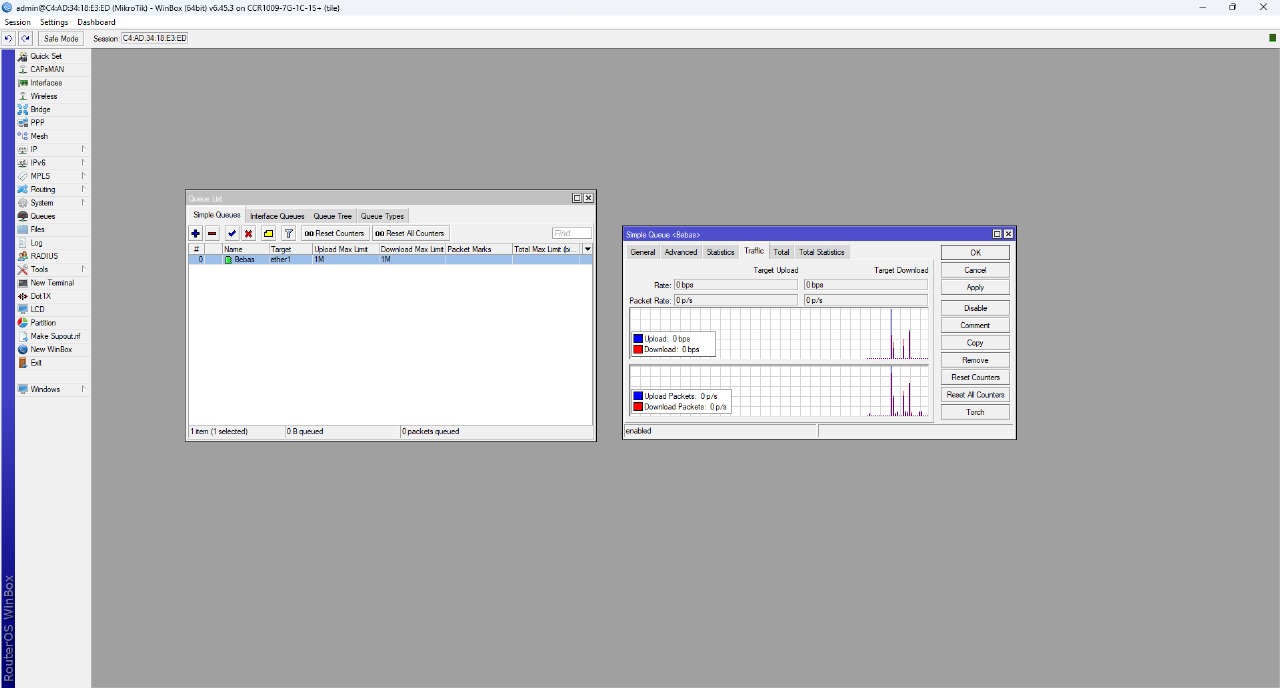 admin@C4:AD:34:18:E3:ED (MikroTik) - WinBox (64bit) v6.45.3 on CCR1009-7G-1C-1S+ (tile)
Session Settings Dashboard
Safe Mode Session: C4:AD:34:18:E3:ED
Quick Set
CAPsMAN
Interfaces
Wireless
Bridge
PPP
Mesh
IP
IPv6
MPLS
Routing
System
Queues
Files
Log
RADIUS
Tools
New Terminal
Dot1X
LCD
Partition
Make Supout.rif
New WinBox
Exit
Windows
RouterOS WinBox
Queue List
Simple Queues Interface Queues Queue Tree Queue Types
00 Reset Counters 00 Reset All Counters Find
# Name Target Upload Max Limit Download Max Limit Packet Marks Total Max Limit (bi...
0 Bebas ether1 1M 1M
1 item (1 selected) 0 B queued 0 packets queued
Simple Queue <Bebas>
General Advanced Statistics Traffic Total Total Statistics
Target Upload Target Download
Rate: 0 bps 0 bps
Packet Rate: 0 p/s 0 p/s
Upload: 0 bps
Download: 0 bps
Upload Packets: 0 p/s
Download Packets: 0 p/s
enabled
OK
Cancel
Apply
Disable
Comment
Copy
Remove
Reset Counters
Reset All Counters
Torch